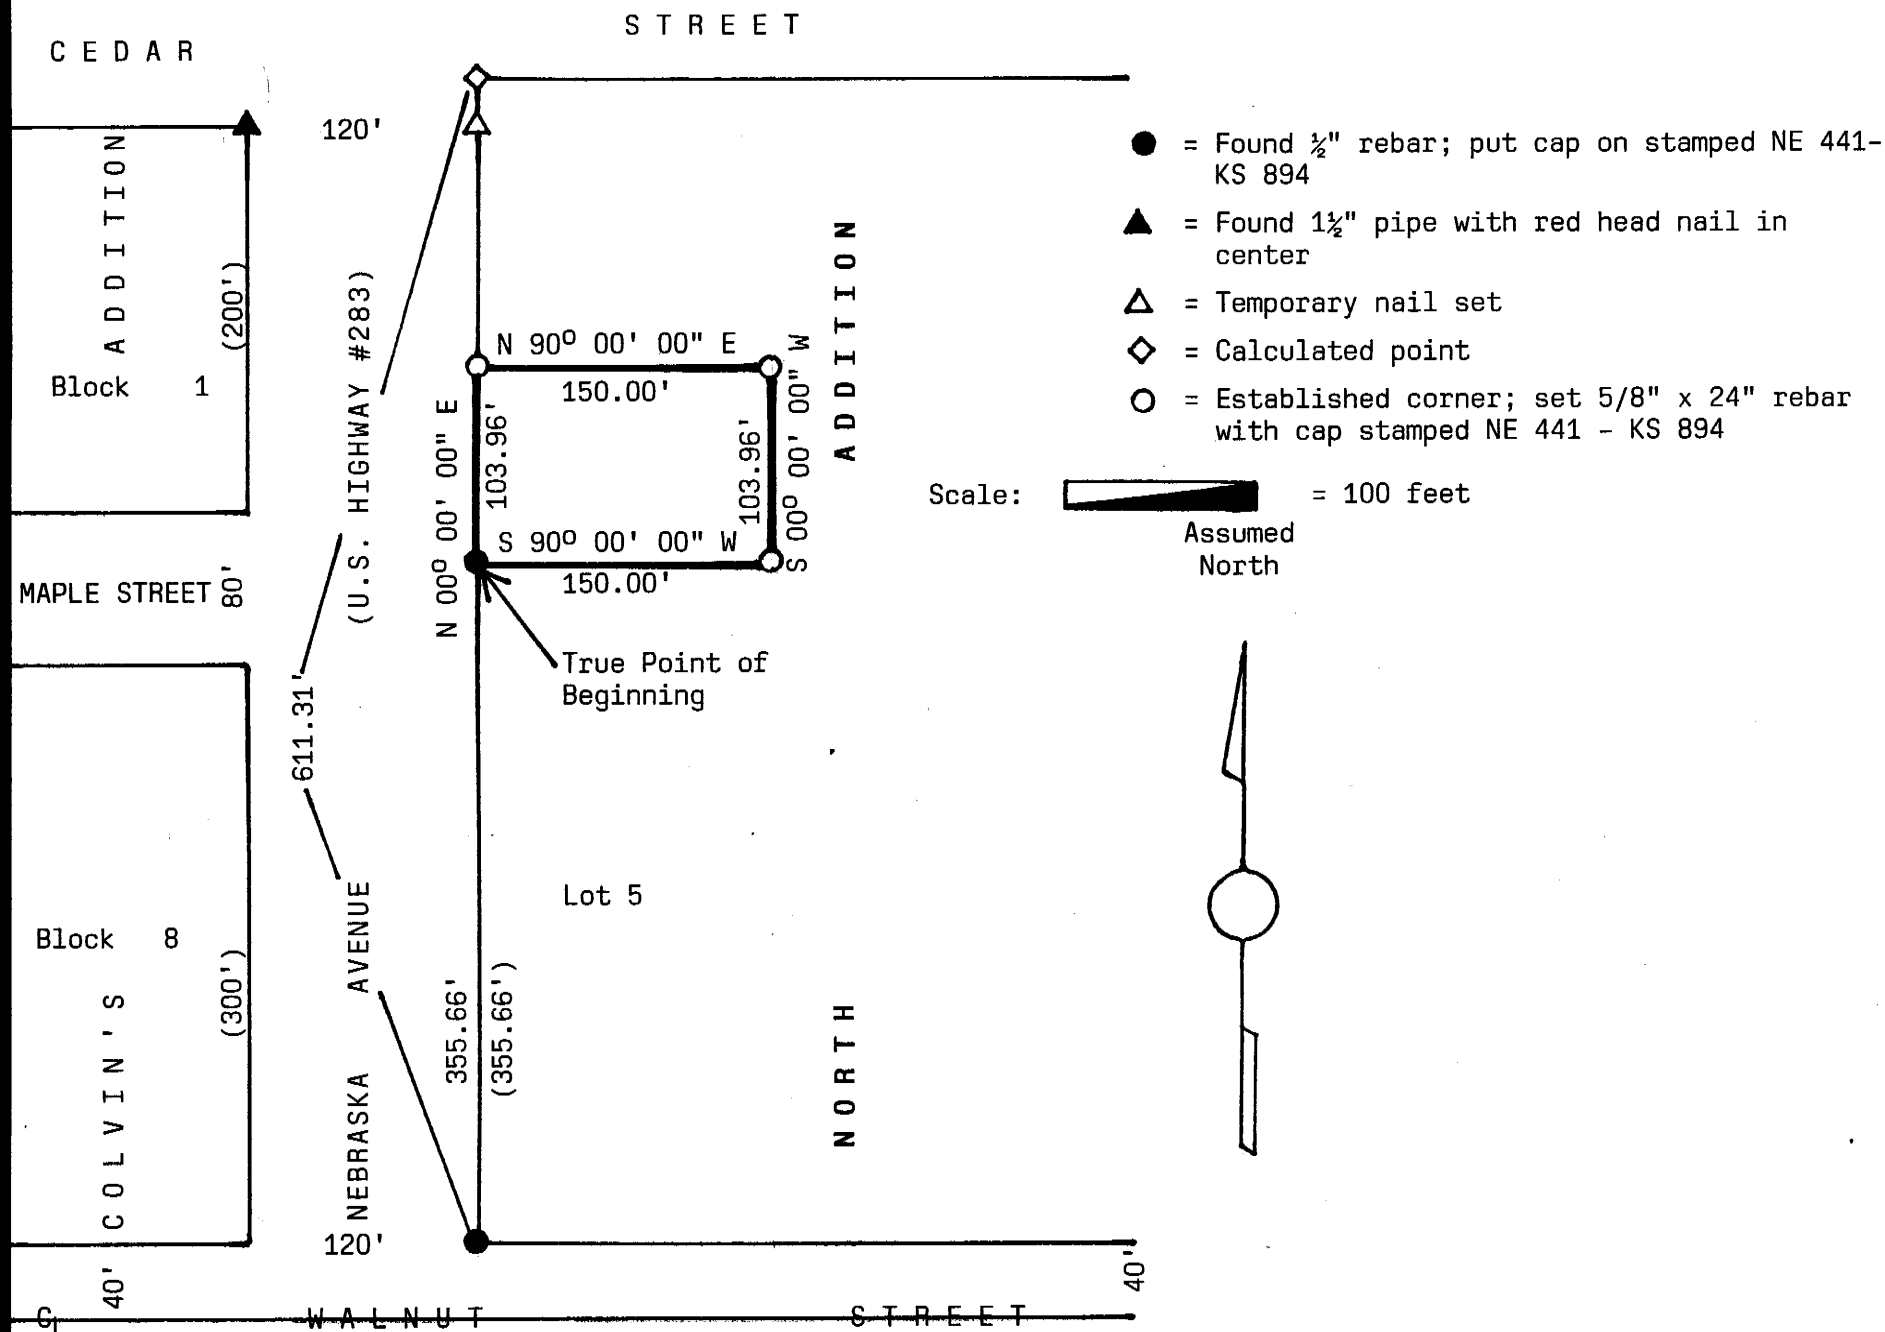 STREET
CEDAR
120'
ADDITION
(200')
Block 1
(U.S. HIGHWAY #283)
N 90° 00' 00" E
150.00'
N 00° 00' 00" E
103.96'
103.96'
S 00° 00' 00" W
S 90° 00' 00" W
150.00'
ADDITION
MAPLE STREET
80'
True Point of
Beginning
611.31'
Lot 5
Block 8
(300')
COLVIN'S
NEBRASKA AVENUE
355.66'
(355.66')
NORTH
120'
40'
40'
WALNUT STREET
= Found ½" rebar; put cap on stamped NE 441-
KS 894
= Found 1½" pipe with red head nail in
center
= Temporary nail set
= Calculated point
= Established corner; set 5/8" x 24" rebar
with cap stamped NE 441 - KS 894
Scale: = 100 feet
Assumed
North